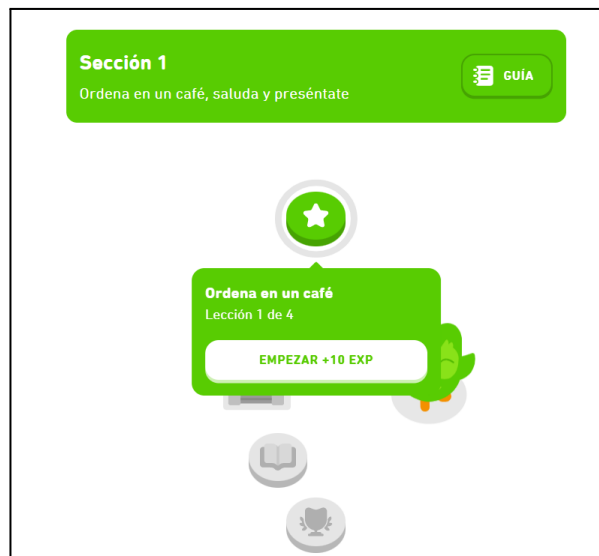 Sección 1
Ordena en un café, saluda y preséntate
GUÍA
Ordena en un café
Lección 1 de 4
EMPEZAR +10 EXP